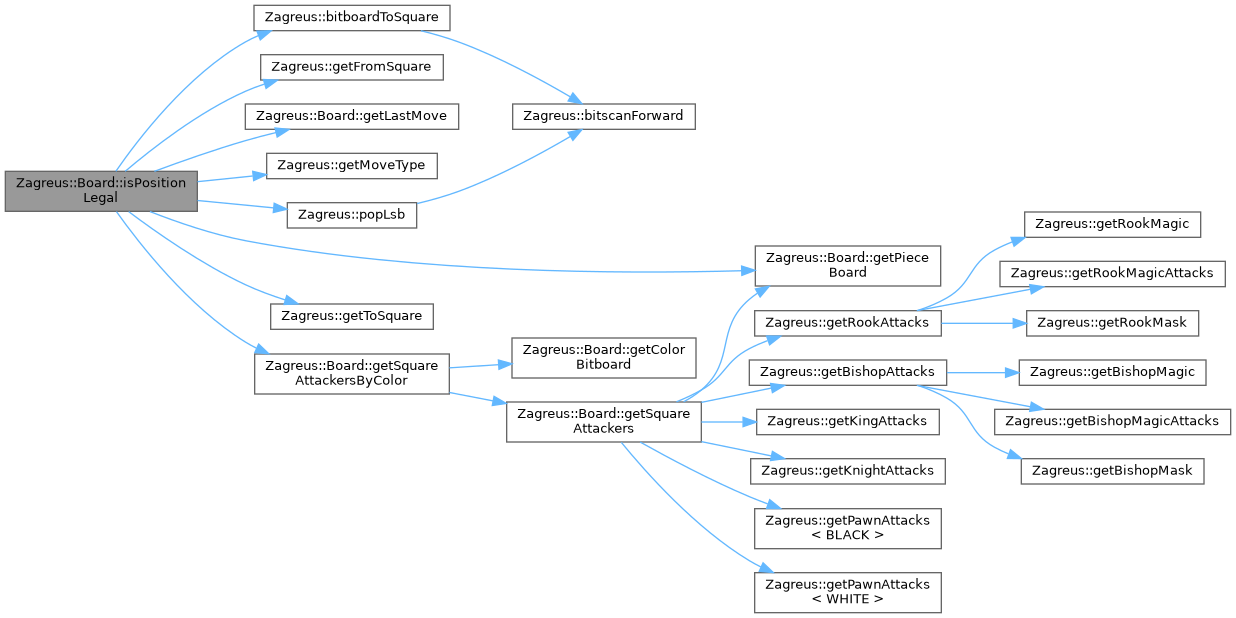 Zagreus::Board::isPosition
Legal
Zagreus::bitboardToSquare
Zagreus::getFromSquare
Zagreus::Board::getLastMove
Zagreus::getMoveType
Zagreus::popLsb
Zagreus::getToSquare
Zagreus::Board::getSquare
AttackersByColor
Zagreus::bitscanForward
Zagreus::Board::getColor
Bitboard
Zagreus::Board::getSquare
Attackers
Zagreus::Board::getPiece
Board
Zagreus::getRookAttacks
Zagreus::getBishopAttacks
Zagreus::getKingAttacks
Zagreus::getKnightAttacks
Zagreus::getPawnAttacks
< BLACK >
Zagreus::getPawnAttacks
< WHITE >
Zagreus::getRookMagic
Zagreus::getRookMagicAttacks
Zagreus::getRookMask
Zagreus::getBishopMagic
Zagreus::getBishopMagicAttacks
Zagreus::getBishopMask